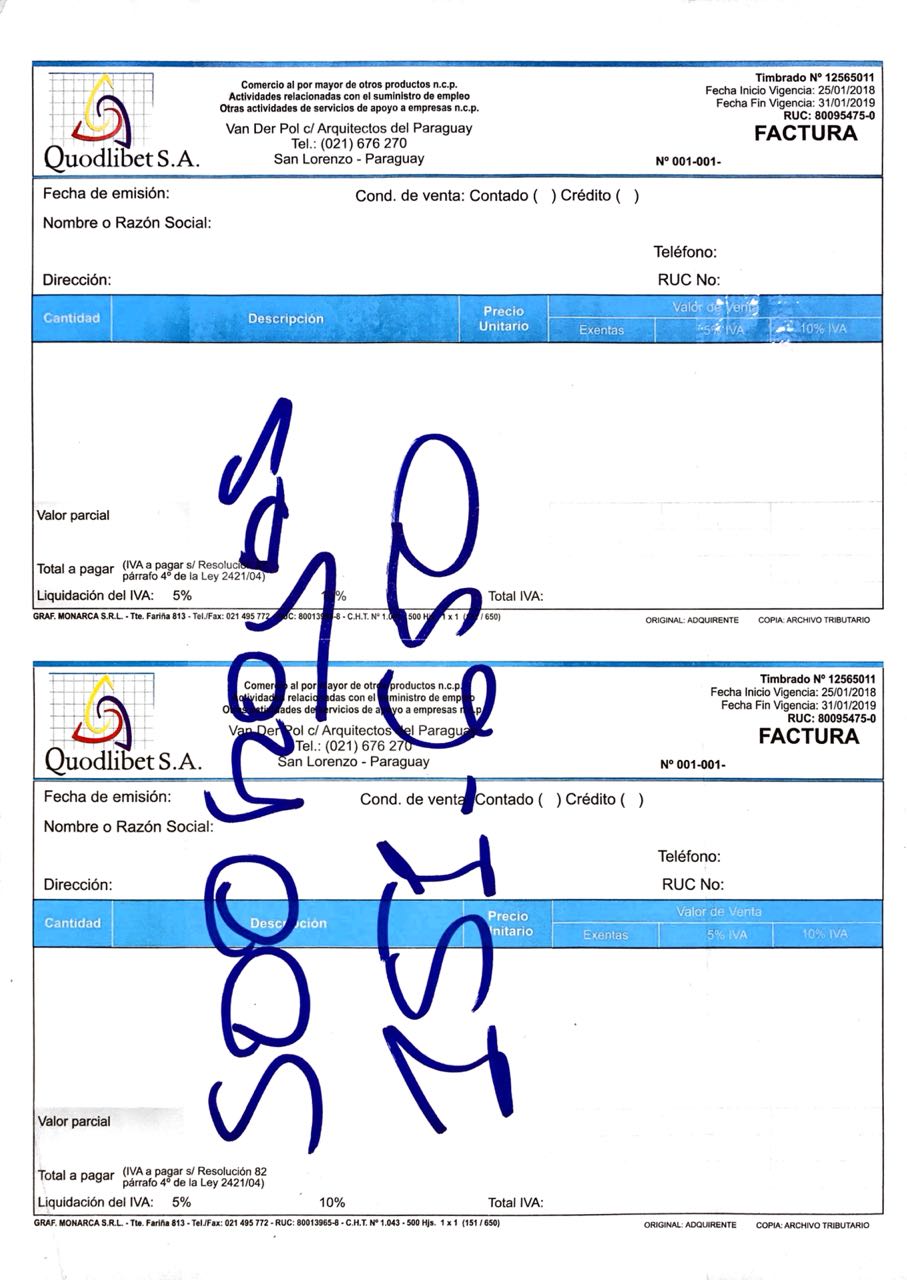 Quodlibet S.A.
Comercio al por mayor de otros productos n.c.p.
Actividades relacionadas con el suministro de empleo
Otras actividades de servicios de apoyo a empresas n.c.p.
Van Der Pol c/ Arquitectos del Paraguay
Tel.: (021) 676 270
San Lorenzo - Paraguay
Timbrado Nº 12565011
Fecha Inicio Vigencia: 25/01/2018
Fecha Fin Vigencia: 31/01/2019
RUC: 80095475-0
FACTURA
Nº 001-001-
Fecha de emisión: Cond. de venta: Contado ( ) Crédito ( )
Nombre o Razón Social:
Teléfono:
Dirección: RUC No:
Cantidad Descripción Precio Unitario Valor de Venta
Exentas 5% IVA 10% IVA
Valor parcial
Total a pagar (IVA a pagar s/ Resolución
párrafo 4º de la Ley 2421/04)
Liquidación del IVA: 5% % Total IVA:
GRAF. MONARCA S.R.L. - Tte. Fariña 813 - Tel./Fax: 021 495 772 - RUC: 80013965-8 - C.H.T. Nº 1.043 - 500 Hjs. 1 x 1 (151 / 650)
ORIGINAL: ADQUIRENTE COPIA: ARCHIVO TRIBUTARIO
500 hojas
151-650
Quodlibet S.A.
Comercio al por mayor de otros productos n.c.p.
Actividades relacionadas con el suministro de empleo
Otras actividades de servicios de apoyo a empresas n.c.p.
Van Der Pol c/ Arquitectos del Paraguay
Tel.: (021) 676 270
San Lorenzo - Paraguay
Timbrado Nº 12565011
Fecha Inicio Vigencia: 25/01/2018
Fecha Fin Vigencia: 31/01/2019
RUC: 80095475-0
FACTURA
Nº 001-001-
Fecha de emisión: Cond. de venta: Contado ( ) Crédito ( )
Nombre o Razón Social:
Teléfono:
Dirección: RUC No:
Cantidad Descripción Precio Unitario Valor de Venta
Exentas 5% IVA 10% IVA
Valor parcial
Total a pagar (IVA a pagar s/ Resolución 82
párrafo 4º de la Ley 2421/04)
Liquidación del IVA: 5% 10% Total IVA:
GRAF. MONARCA S.R.L. - Tte. Fariña 813 - Tel./Fax: 021 495 772 - RUC: 80013965-8 - C.H.T. Nº 1.043 - 500 Hjs. 1 x 1 (151 / 650)
ORIGINAL: ADQUIRENTE COPIA: ARCHIVO TRIBUTARIO